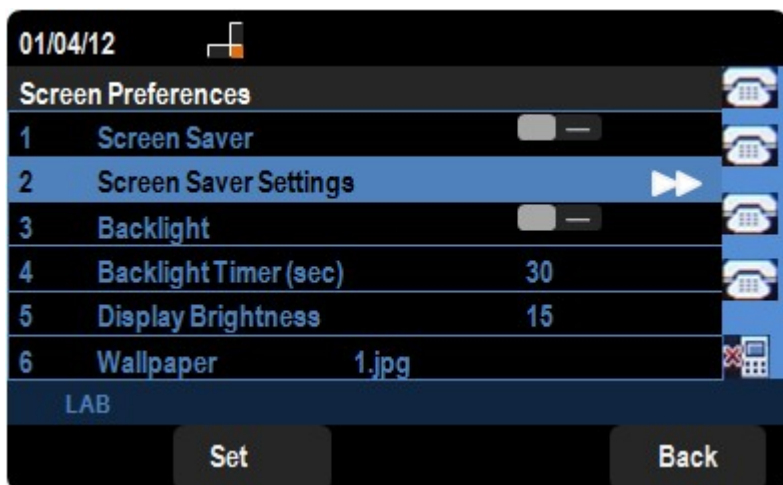 01/04/12
Screen Preferences
1 Screen Saver
2 Screen Saver Settings
3 Backlight
4 Backlight Timer (sec) 30
5 Display Brightness 15
6 Wallpaper 1.jpg
LAB
Set Back